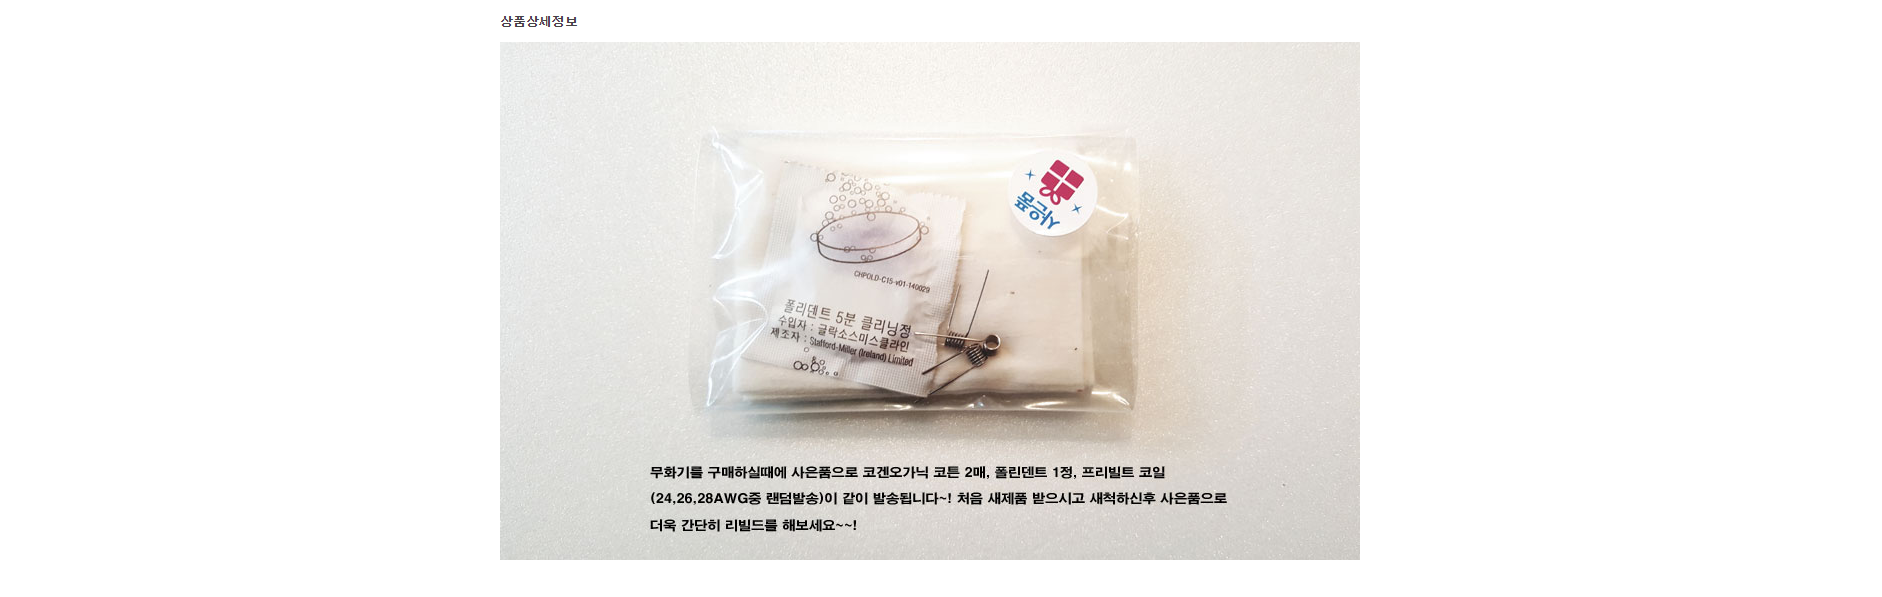 상품상세정보
사은품
CHPOLD-C15-v01-140029
폴리덴트 5분 클리닝정
수입자 : 글락소스미스클라인
제조자 : Stafford-Miller (Ireland) Limited
무화기를 구매하실때에 사은품으로 코겐오가닉 코튼 2매, 폴린덴트 1정, 프리빌트 코일
(24,26,28AWG중 랜덤발송)이 같이 발송됩니다~! 처음 새제품 받으시고 새척하신후 사은품으로
더욱 간단히 리빌드를 해보세요~~!